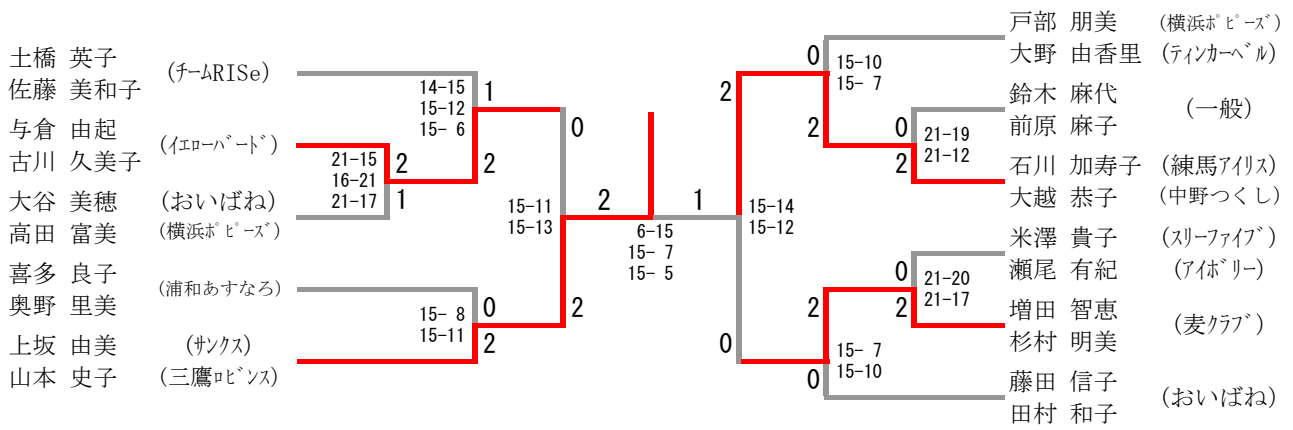 土橋 英子 (チームRISe)
佐藤 美和子
与倉 由起 (イエローバード)
古川 久美子
大谷 美穂 (おいばね)
高田 富美 (横浜ポピーズ)
喜多 良子 (浦和あすなろ)
奥野 里美
上坂 由美 (サンクス)
山本 史子 (三鷹ロビンス)
21-15
16-21
21-17
2
1
14-15
15-12
15- 6
1
2
15- 8
15-11
0
2
15-11
15-13
0
2
2
1
6-15
15- 7
15- 5
2
0
15-14
15-12
0
2
15-10
15- 7
0
2
21-19
21-12
2
0
15- 7
15-10
0
2
21-20
21-17
戸部 朋美 (横浜ポピーズ)
大野 由香里 (ティンカーベル)
鈴木 麻代 (一般)
前原 麻子
石川 加寿子 (練馬アイリス)
大越 恭子 (中野つくし)
米澤 貴子 (スリーファイブ)
瀬尾 有紀 (アイボリー)
増田 智恵 (麦クラブ)
杉村 明美
藤田 信子 (おいばね)
田村 和子